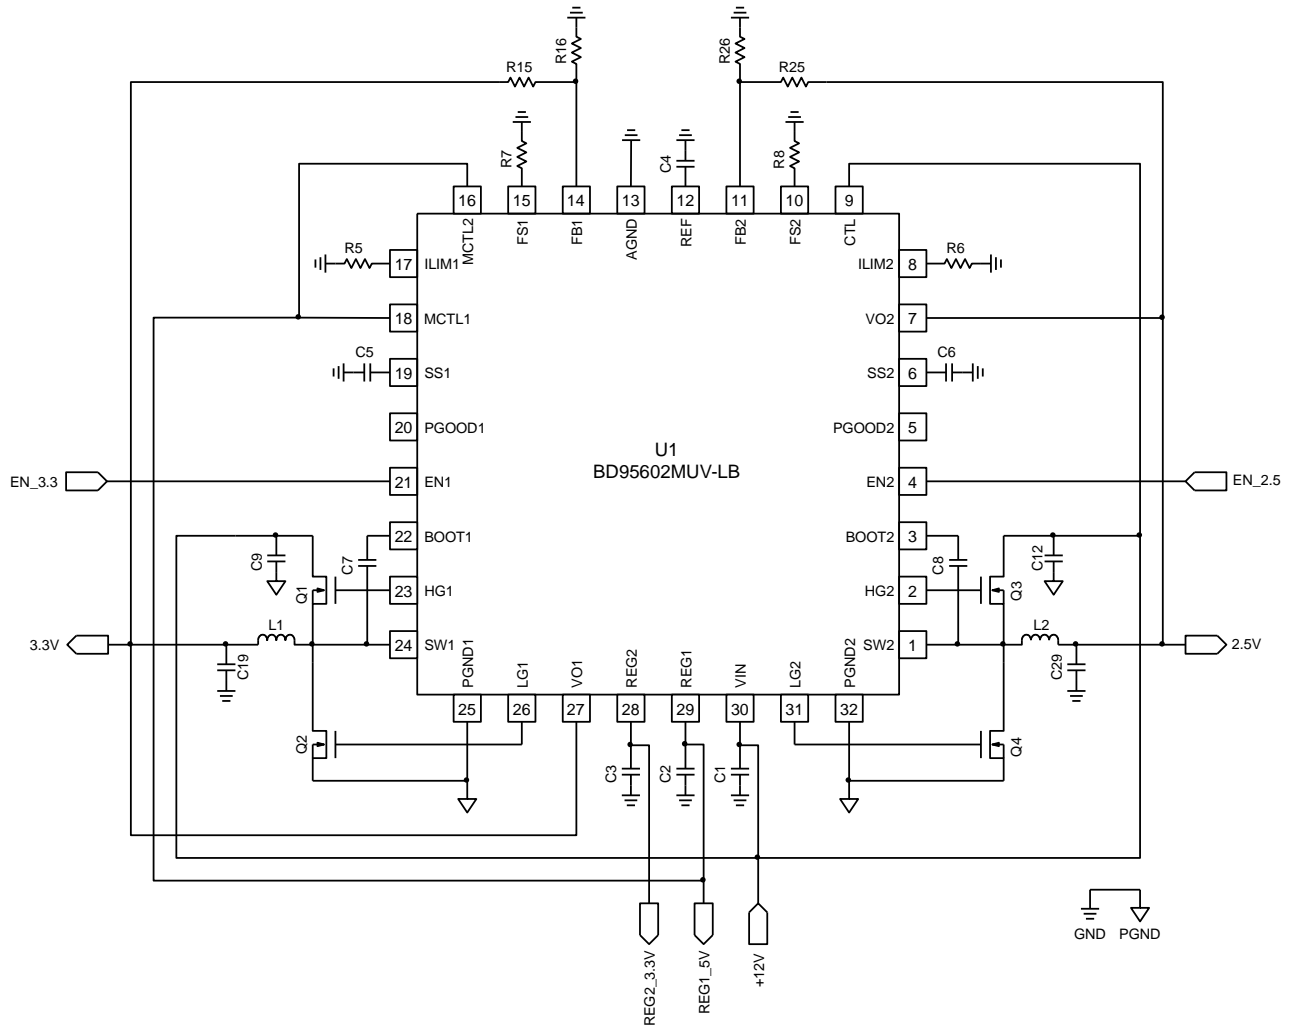 R16
R26
R15
R25
R7
C4
R8
16
15
14
13
12
11
10
9
MCTL2
FS1
FB1
AGND
REF
FB2
FS2
CTL
R5
17
ILIM1
ILIM2
8
R6
18
MCTL1
VO2
7
C5
19
SS1
SS2
6
C6
20
PGOOD1
PGOOD2
5
U1
BD95602MUV-LB
EN_3.3
21
EN1
EN2
4
EN_2.5
22
BOOT1
BOOT2
3
C9
C7
C8
C12
Q1
23
HG1
HG2
2
Q3
3.3V
L1
24
SW1
SW2
1
L2
2.5V
C19
C29
PGND1
LG1
VO1
REG2
REG1
VIN
LG2
PGND2
25
26
27
28
29
30
31
32
Q2
Q4
C3
C2
C1
GND
PGND
REG2_3.3V
REG1_5V
+12V